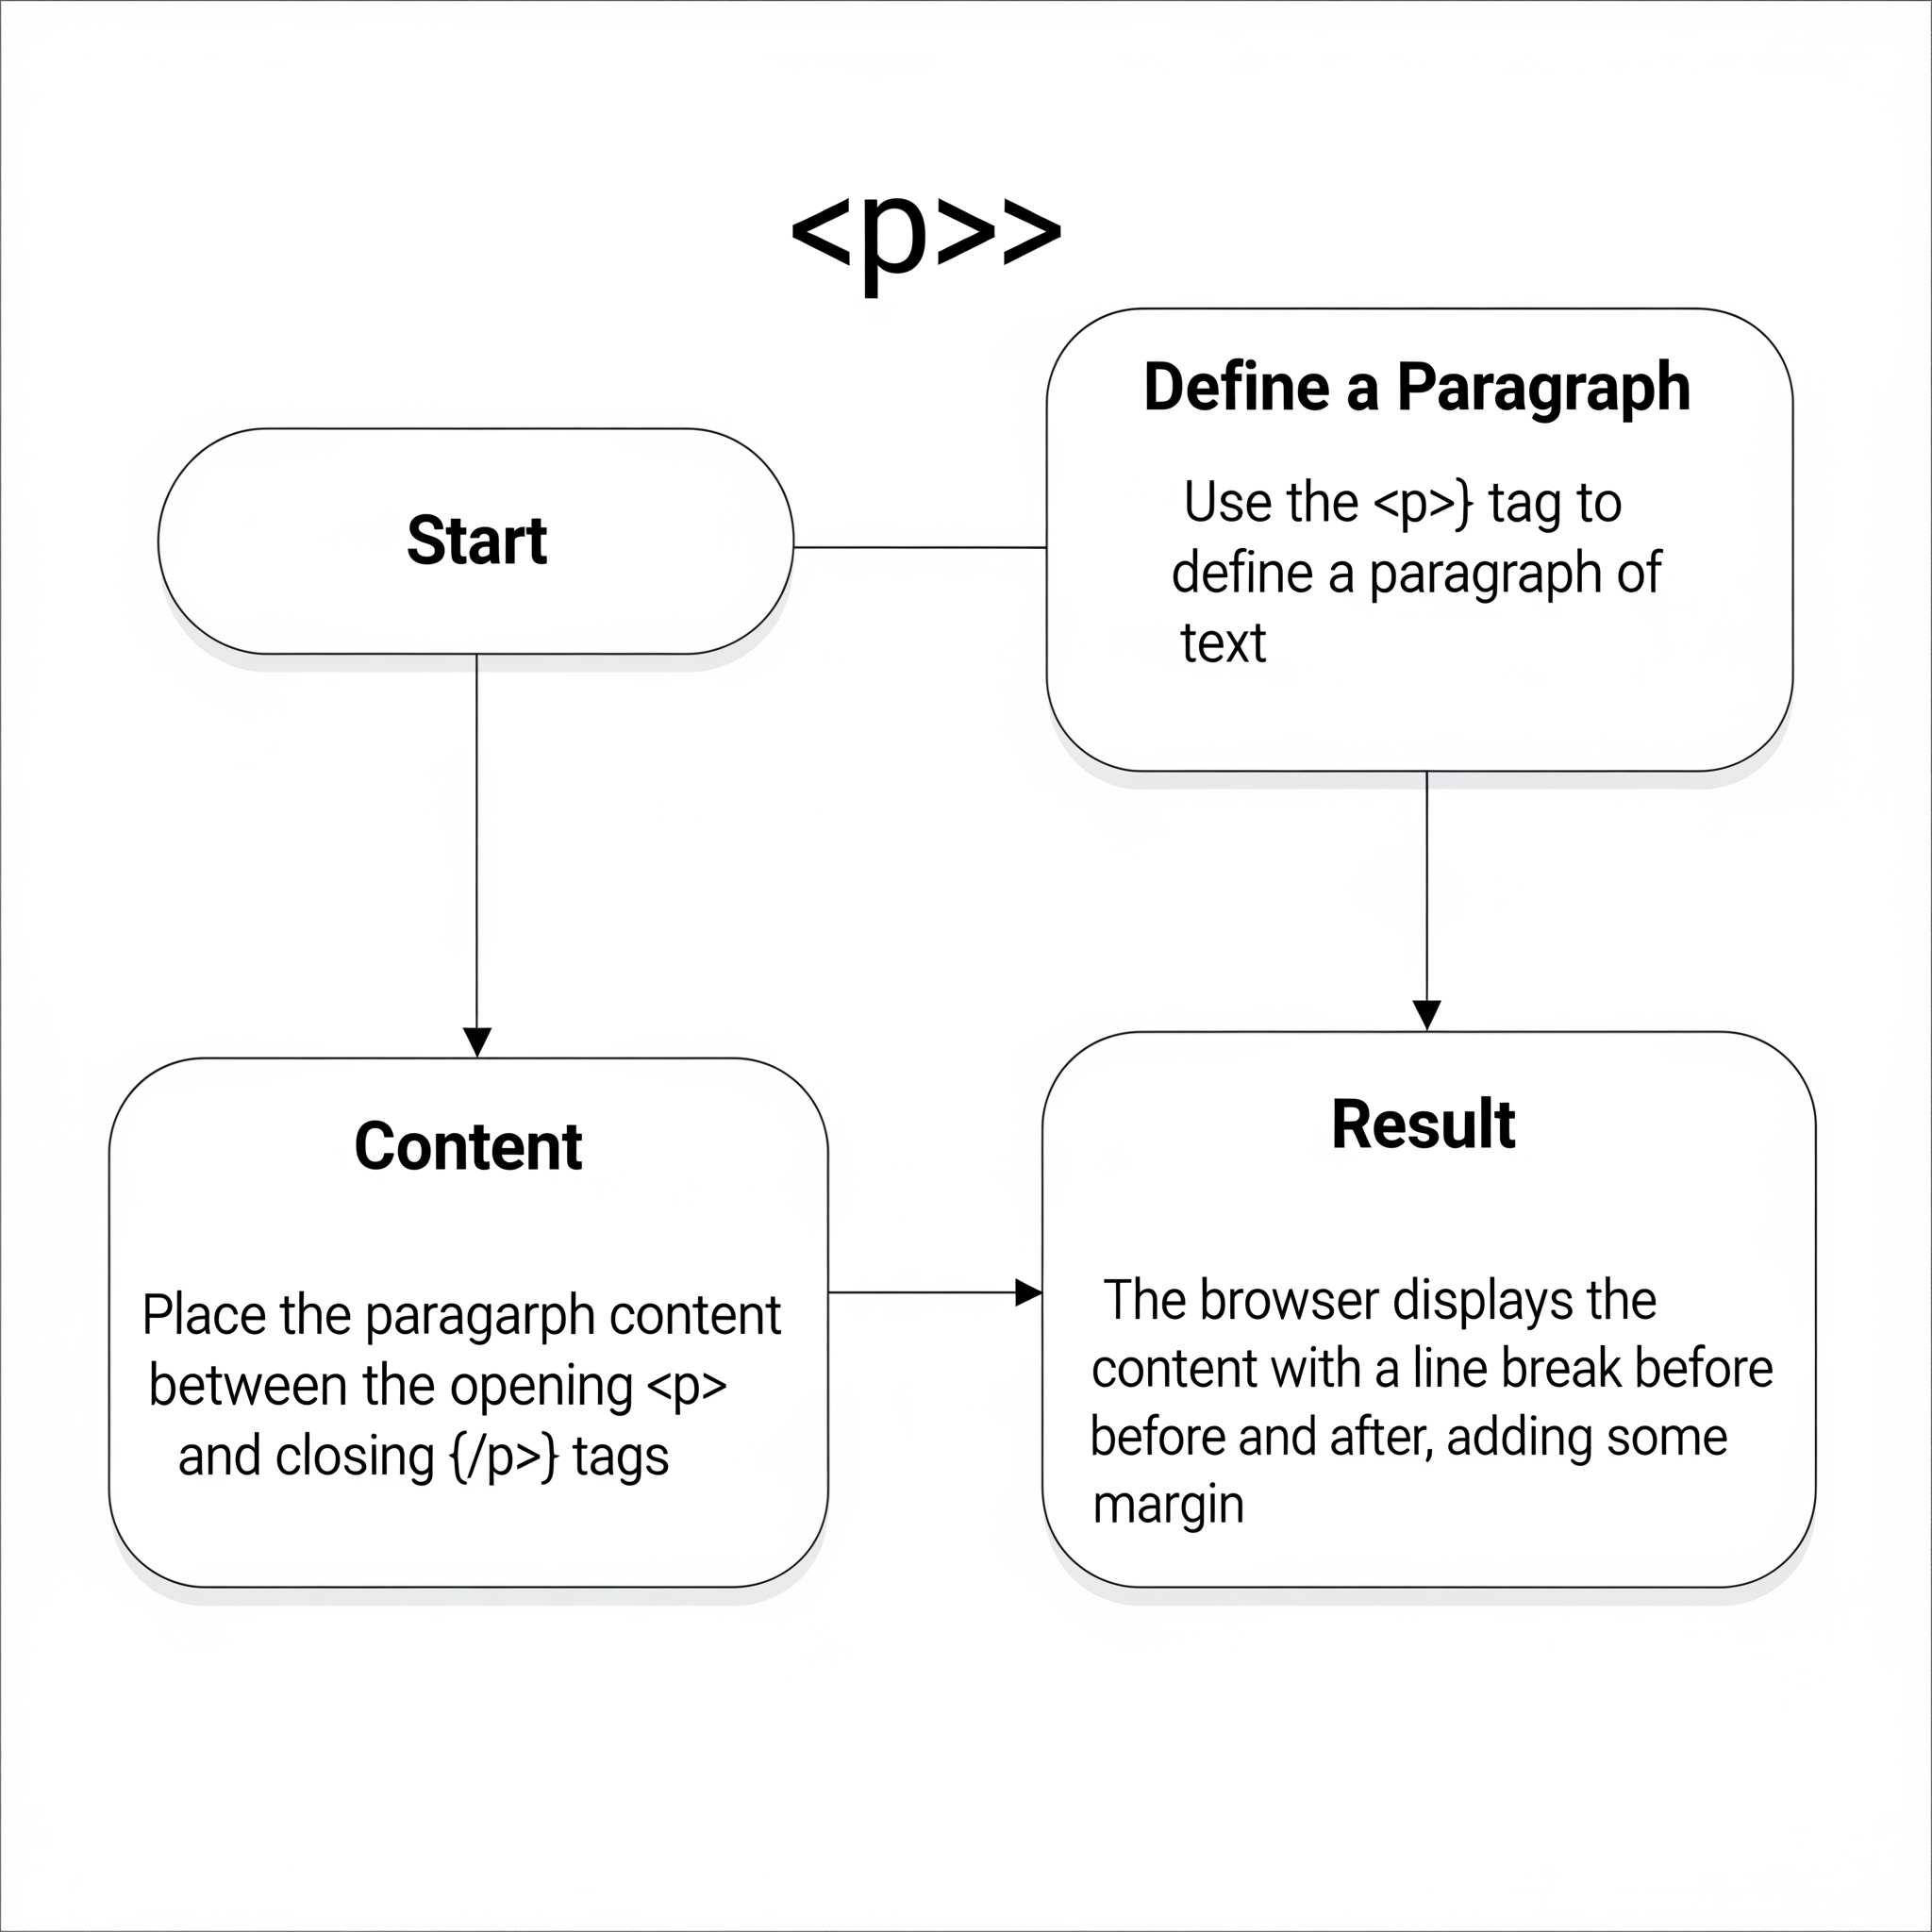 <p>>
Start
Define a Paragraph
Use the <p>} tag to
define a paragraph of
text
Content
Place the paragarph content
between the opening <p>
and closing {/p>} tags
Result
The browser displays the
content with a line break before
before and after, adding some
margin